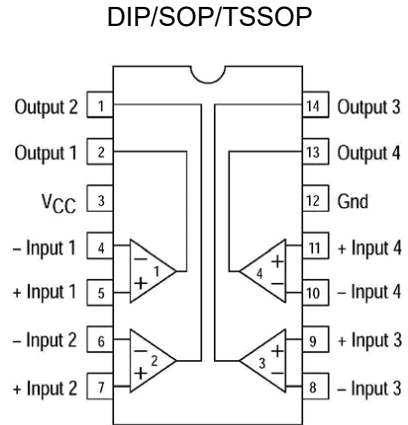 DIP/SOP/TSSOP
Output 2 1 14 Output 3
Output 1 2 13 Output 4
VCC 3 12 Gnd
– Input 1 4 – 11 + Input 4
1 4 +
+ Input 1 5 + – 10 – Input 4
– Input 2 6 – 9 + Input 3
2 3 +
+ Input 2 7 + – 8 – Input 3